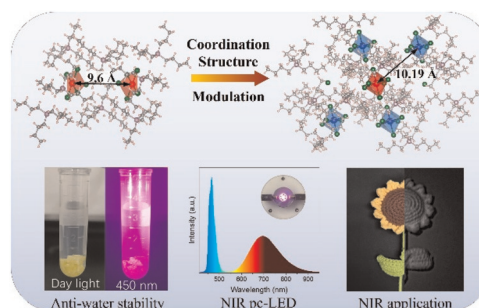 Coordination
Structure
Modulation
9.6 Å
10.19 Å
Day light
450 nm
Intensity (a.u.)
500 600 700 800 900
Wavelength (nm)
Anti-water stability
NIR pc-LED
NIR application